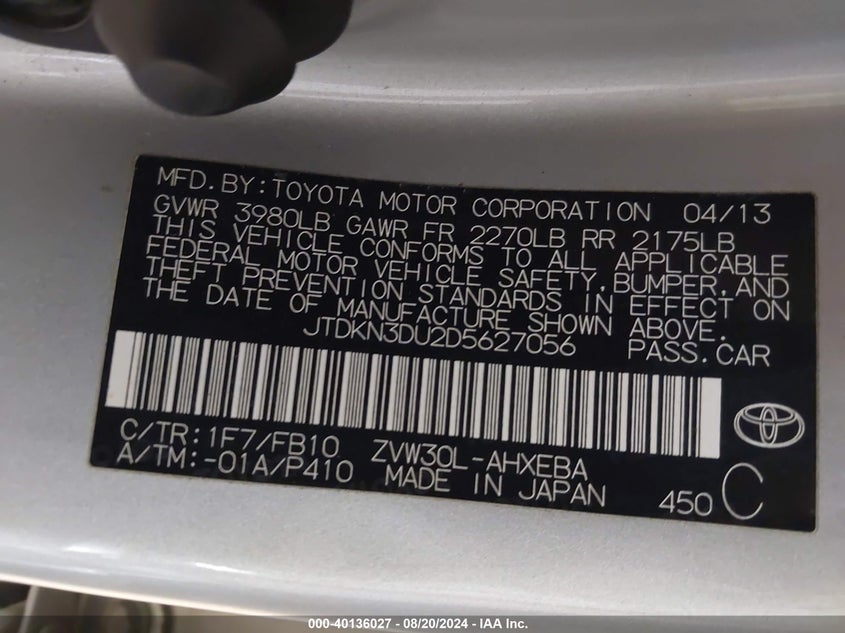 MFD.BY:TOYOTA MOTOR CORPORATION 04/13
GVWR 3980LB GAWR FR 2270LB RR 2175LB
THIS VEHICLE CONFORMS TO ALL APPLICABLE
FEDERAL MOTOR VEHICLE SAFETY,BUMPER,AND
THEFT PREVENTION STANDARDS IN EFFECT ON
THE DATE OF MANUFACTURE SHOWN ABOVE.
JTDKN3DU2D5627056 PASS.CAR
C/TR:1F7/FB10 ZVW30L-AHXEBA
A/TM:-01A/P410 MADE IN JAPAN 450 C
000-40136027 - 08/20/2024 - IAA Inc.